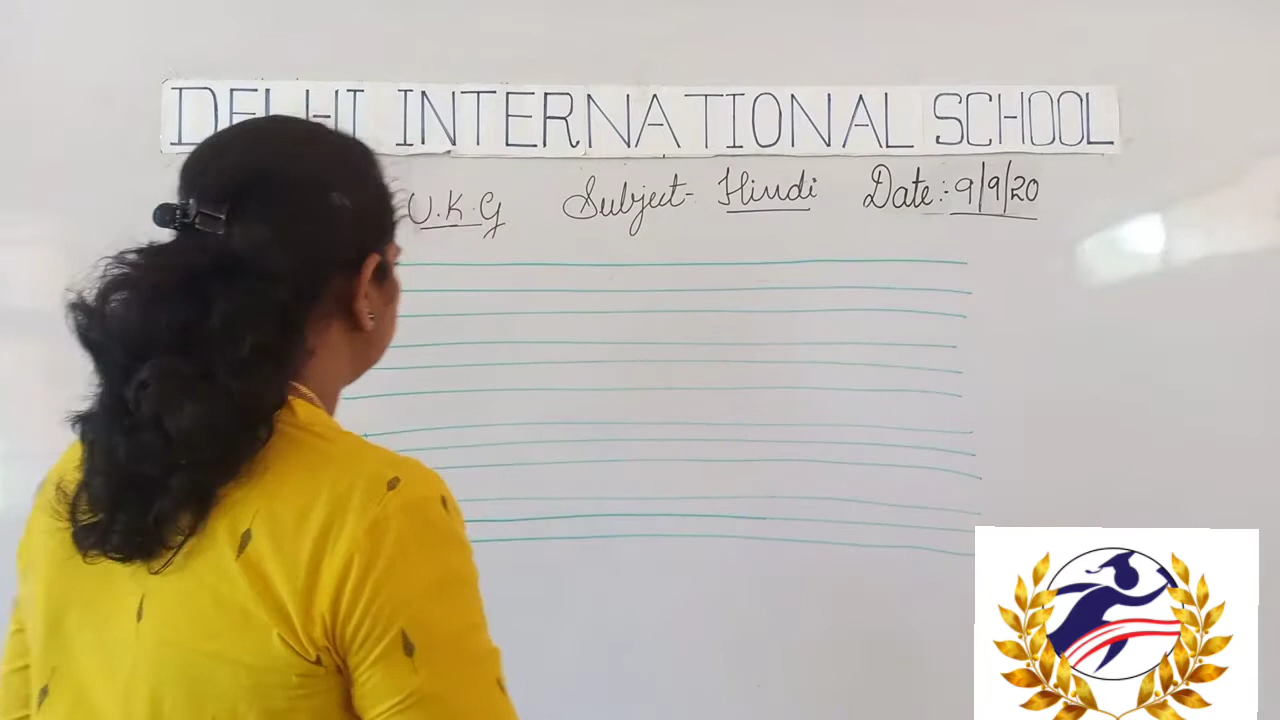 DELHI INTERNATIONAL SCHOOL
U.K.G Subject- Hindi Date:- 9/9/20